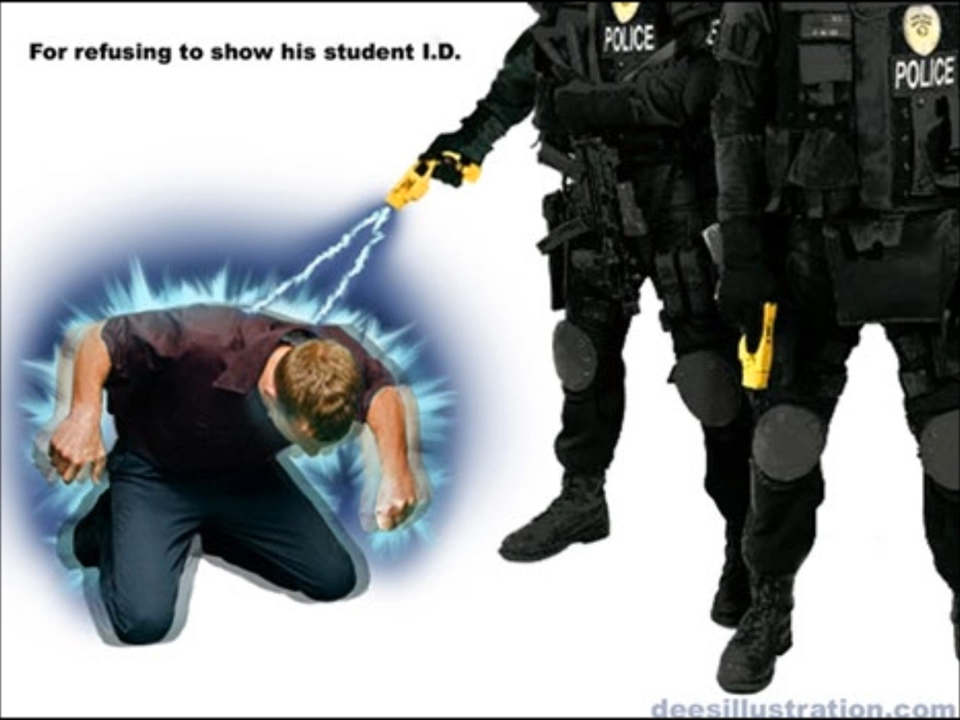 For refusing to show his student I.D.
POLICE
POLICE
deesillustration.com